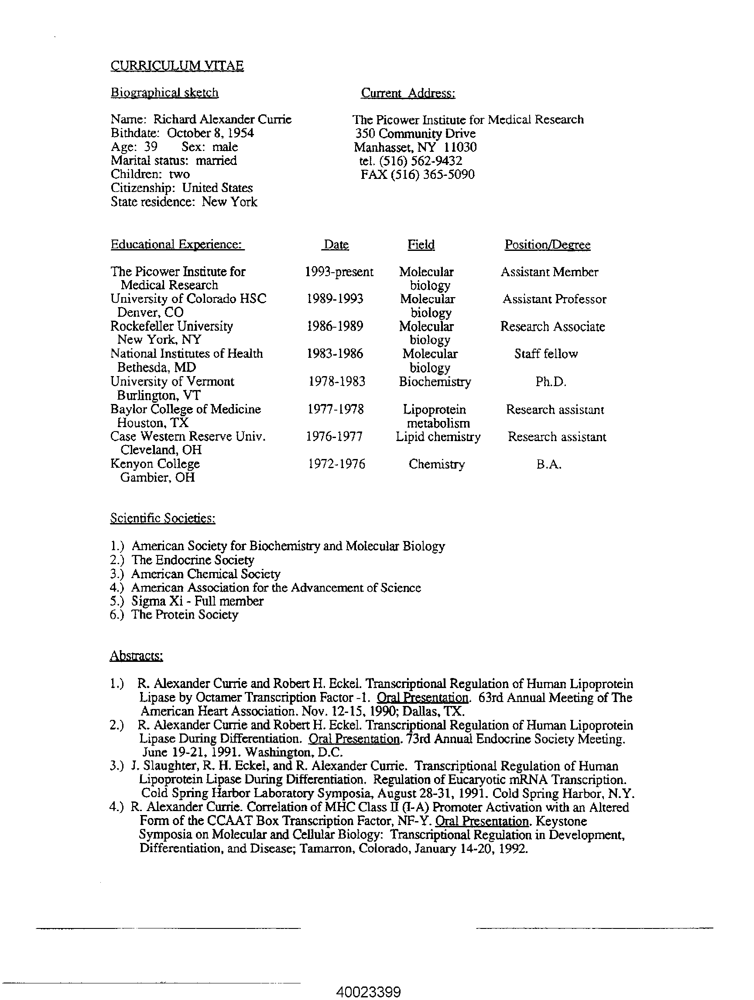 CURRICULUM VITAE
Biographical sketch Current Address:
Name: Richard Alexander Currie The Picower Institute for Medical Research
Birthdate: October 8, 1954 350 Community Drive
Age: 39 Sex: male Manhasset, NY 11030
Marital status: married tel. (516) 562-9432
Children: two FAX (516) 365-5090
Citizenship: United States
State residence: New York
Educational Experience: Date Field Position/Degree
The Picower Institute for 1993-present Molecular Assistant Member
Medical Research biology
University of Colorado HSC 1989-1993 Molecular Assistant Professor
Denver, CO biology
Rockefeller University 1986-1989 Molecular Research Associate
New York, NY biology
National Institutes of Health 1983-1986 Molecular Staff fellow
Bethesda, MD biology
University of Vermont 1978-1983 Biochemistry Ph.D.
Burlington, VT
Baylor College of Medicine 1977-1978 Lipoprotein Research assistant
Houston, TX metabolism
Case Western Reserve Univ. 1976-1977 Lipid chemistry Research assistant
Cleveland, OH
Kenyon College 1972-1976 Chemistry B.A.
Gambier, OH
Scientific Societies:
1.) American Society for Biochemistry and Molecular Biology
2.) The Endocrine Society
3.) American Chemical Society
4.) American Association for the Advancement of Science
5.) Sigma Xi - Full member
6.) The Protein Society
Abstracts:
1.) R. Alexander Currie and Robert H. Eckel. Transcriptional Regulation of Human Lipoprotein
Lipase by Octamer Transcription Factor -1. Oral Presentation. 63rd Annual Meeting of The
American Heart Association. Nov. 12-15, 1990; Dallas, TX.
2.) R. Alexander Currie and Robert H. Eckel. Transcriptional Regulation of Human Lipoprotein
Lipase During Differentiation. Oral Presentation. 73rd Annual Endocrine Society Meeting.
June 19-21, 1991. Washington, D.C.
3.) J. Slaughter, R. H. Eckel, and R. Alexander Currie. Transcriptional Regulation of Human
Lipoprotein Lipase During Differentiation. Regulation of Eucaryotic mRNA Transcription.
Cold Spring Harbor Laboratory Symposia, August 28-31, 1991. Cold Spring Harbor, N.Y.
4.) R. Alexander Currie. Correlation of MHC Class II (I-A) Promoter Activation with an Altered
Form of the CCAAT Box Transcription Factor, NF-Y. Oral Presentation. Keystone
Symposia on Molecular and Cellular Biology: Transcriptional Regulation in Development,
Differentiation, and Disease; Tamarron, Colorado, January 14-20, 1992.
40023399